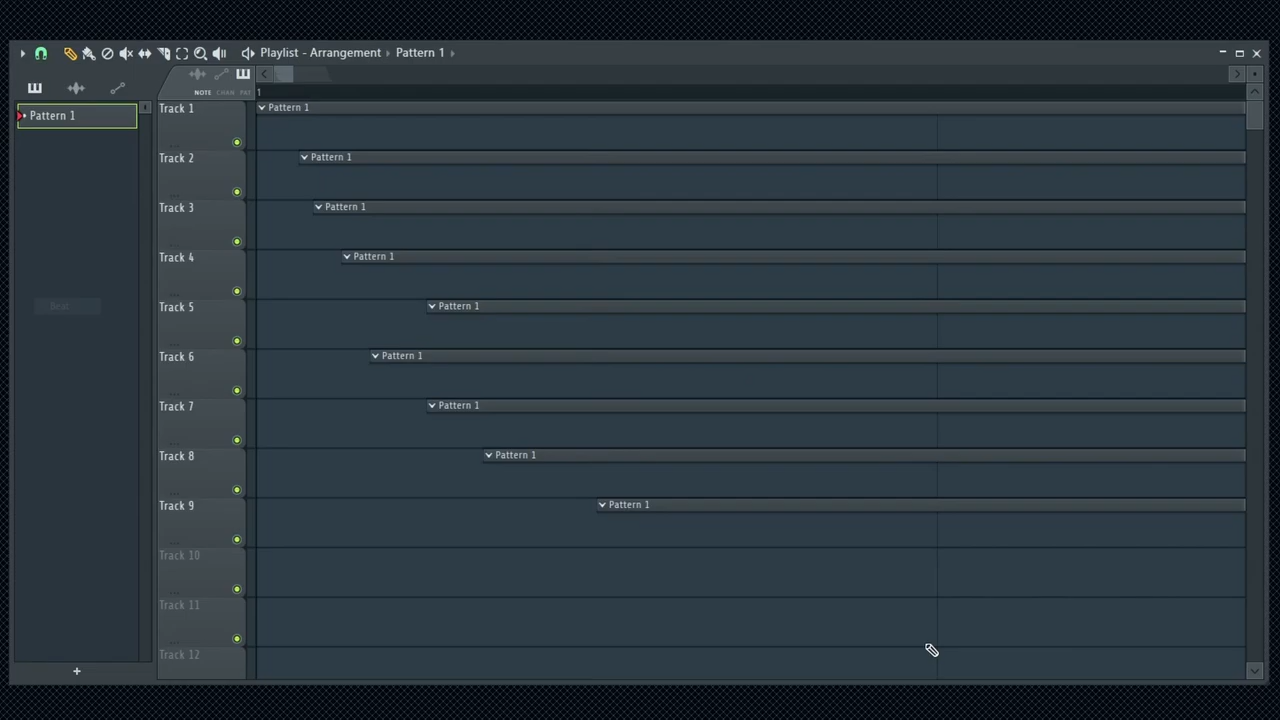 Playlist - Arrangement › Pattern 1 ›
NOTE CHAN PAT
1
Pattern 1
Track 1
Pattern 1
Track 2
Pattern 1
Track 3
Pattern 1
Track 4
Pattern 1
Track 5
Pattern 1
Track 6
Pattern 1
Track 7
Pattern 1
Track 8
Pattern 1
Track 9
Pattern 1
Track 10
Track 11
Track 12
Beat